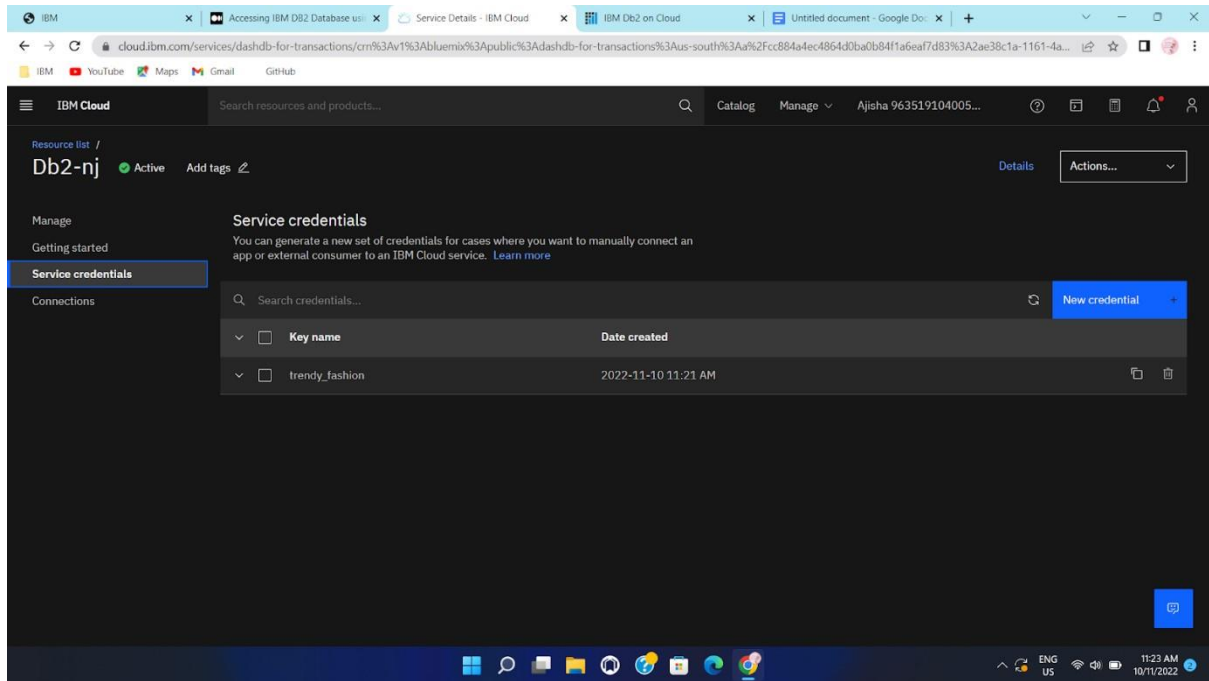 IBM
Accessing IBM DB2 Database usi
Service Details - IBM Cloud
IBM Db2 on Cloud
Untitled document - Google Doc
cloud.ibm.com/services/dashdb-for-transactions/crn%3Av1%3Abluemix%3Apublic%3Adashdb-for-transactions%3Aus-south%3Aa%2Fcc884a4ec4864d0ba0b84f1a6eaf7d83%3A2ae38c1a-1161-4a...
IBM YouTube Maps Gmail GitHub
IBM Cloud Search resources and products... Catalog Manage Ajisha 963519104005...
Resource list /
Db2-nj Active Add tags Details Actions...
Manage
Getting started
Service credentials
Connections
Service credentials
You can generate a new set of credentials for cases where you want to manually connect an
app or external consumer to an IBM Cloud service. Learn more
Search credentials... New credential +
Key name Date created
trendy_fashion 2022-11-10 11:21 AM
ENG
US
11:23 AM
10/11/2022
2